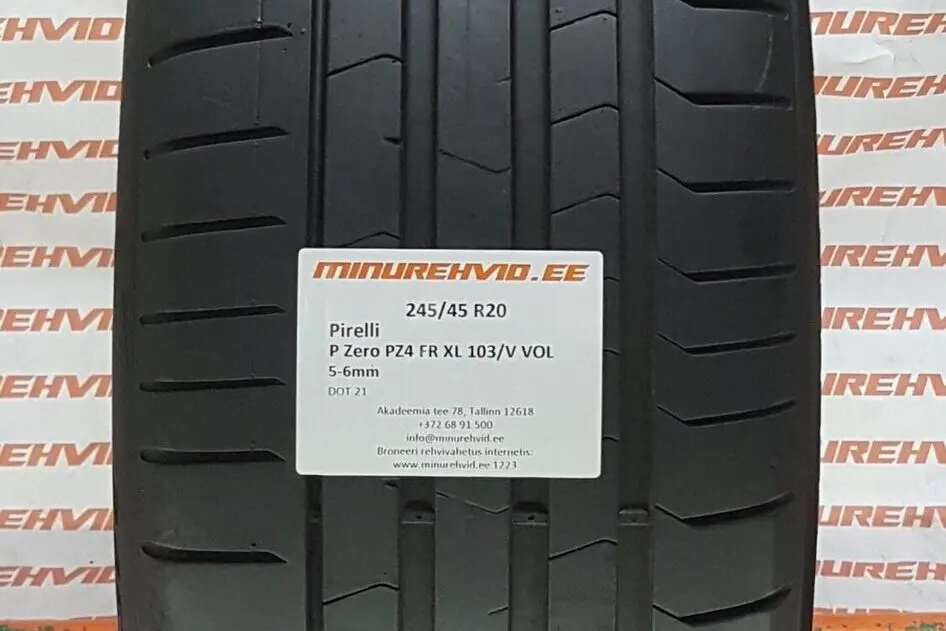 MINUREHVID.EE
245/45 R20
Pirelli
P Zero PZ4 FR XL 103/V VOL
5-6mm
DOT 21
Akadeemia tee 78, Tallinn 12618
+372 68 91 500
info@minurehvid.ee
Broneeri rehvivahetus internetis:
www.minurehvid.ee 1223